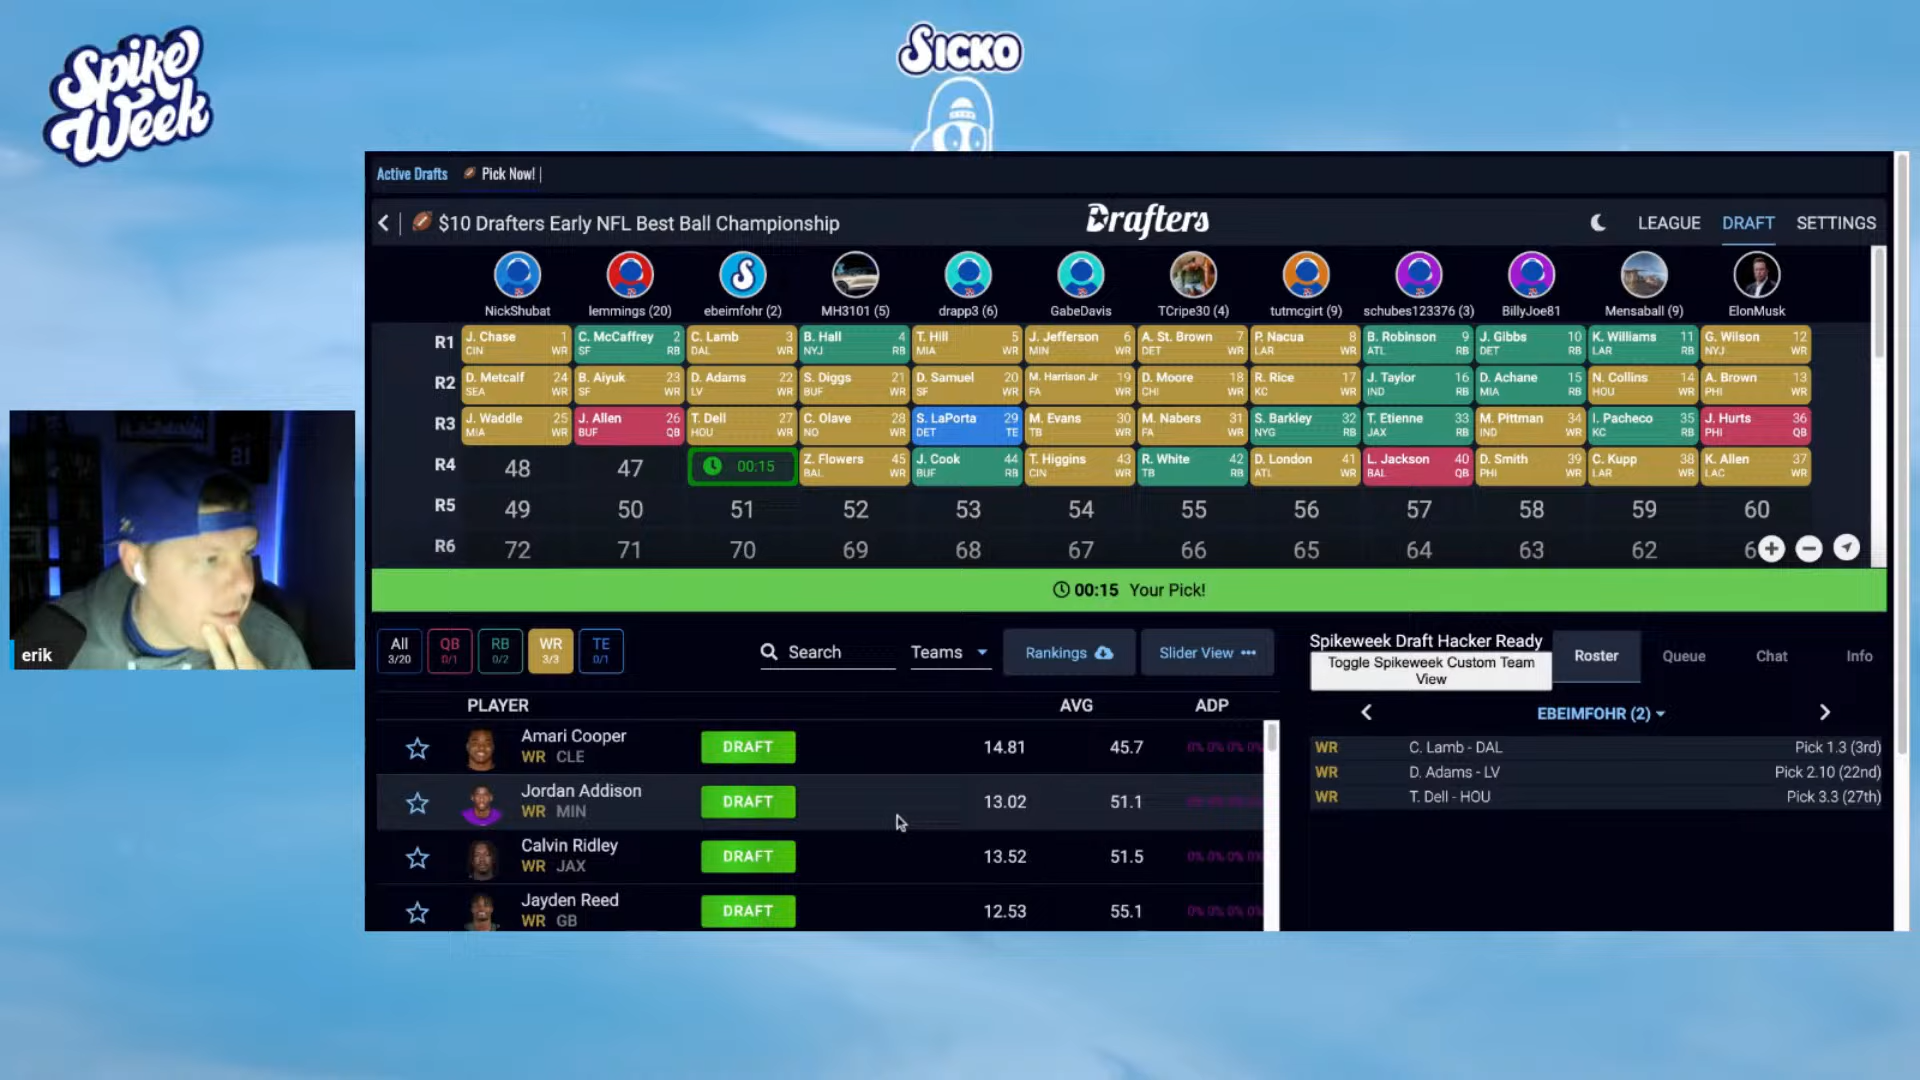 Spike
Week
SICKO
Active Drafts 🏈 Pick Now! |
$10 Drafters Early NFL Best Ball Championship
Drafters
LEAGUE DRAFT SETTINGS
NickShubat lemmings (20) ebeimfohr (2) MH3101 (5) drapp3 (6) GabeDavis TCripe30 (4) tutmcgirt (9) schubes123376 (3) BillyJoe81 Mensaball (9) ElonMusk
R1 J. Chase 1 C. McCaffrey 2 C. Lamb 3 B. Hall 4 T. Hill 5 J. Jefferson 6 A. St. Brown 7 P. Nacua 8 B. Robinson 9 J. Gibbs 10 K. Williams 11 G. Wilson 12
CIN WR SF RB DAL WR NYJ RB MIA WR MIN WR DET WR LAR WR ATL RB DET RB LAR RB NYJ WR
R2 D. Metcalf 24 B. Aiyuk 23 D. Adams 22 S. Diggs 21 D. Samuel 20 M. Harrison Jr 19 D. Moore 18 R. Rice 17 J. Taylor 16 D. Achane 15 N. Collins 14 A. Brown 13
SEA WR SF WR LV WR BUF WR SF WR FA WR CHI WR KC WR IND RB MIA RB HOU WR PHI WR
R3 J. Waddle 25 J. Allen 26 T. Dell 27 C. Olave 28 S. LaPorta 29 M. Evans 30 M. Nabers 31 S. Barkley 32 T. Etienne 33 M. Pittman 34 I. Pacheco 35 J. Hurts 36
MIA WR BUF QB HOU WR NO WR DET TE TB WR FA WR NYG RB JAX RB IND WR KC RB PHI QB
R4 48 47 00:15 Z. Flowers 45 J. Cook 44 T. Higgins 43 R. White 42 D. London 41 L. Jackson 40 D. Smith 39 C. Kupp 38 K. Allen 37
BAL WR BUF RB CIN WR TB RB ATL WR BAL QB PHI WR LAR WR LAC WR
R5 49 50 51 52 53 54 55 56 57 58 59 60
R6 72 71 70 69 68 67 66 65 64 63 62 6
00:15 Your Pick!
All QB RB WR TE
3/20 0/1 0/2 3/3 0/1
Search Teams Rankings Slider View •••
Spikeweek Draft Hacker Ready
Toggle Spikeweek Custom Team
View
Roster Queue Chat Info
PLAYER AVG ADP
EBEIMFOHR (2)
Amari Cooper
WR CLE
DRAFT 14.81 45.7 0% 0% 0% 0%
Jordan Addison
WR MIN
DRAFT 13.02 51.1
Calvin Ridley
WR JAX
DRAFT 13.52 51.5 0% 0% 0% 0%
Jayden Reed
WR GB
DRAFT 12.53 55.1 0% 0% 0% 0%
WR C. Lamb - DAL Pick 1.3 (3rd)
WR D. Adams - LV Pick 2.10 (22nd)
WR T. Dell - HOU Pick 3.3 (27th)
erik